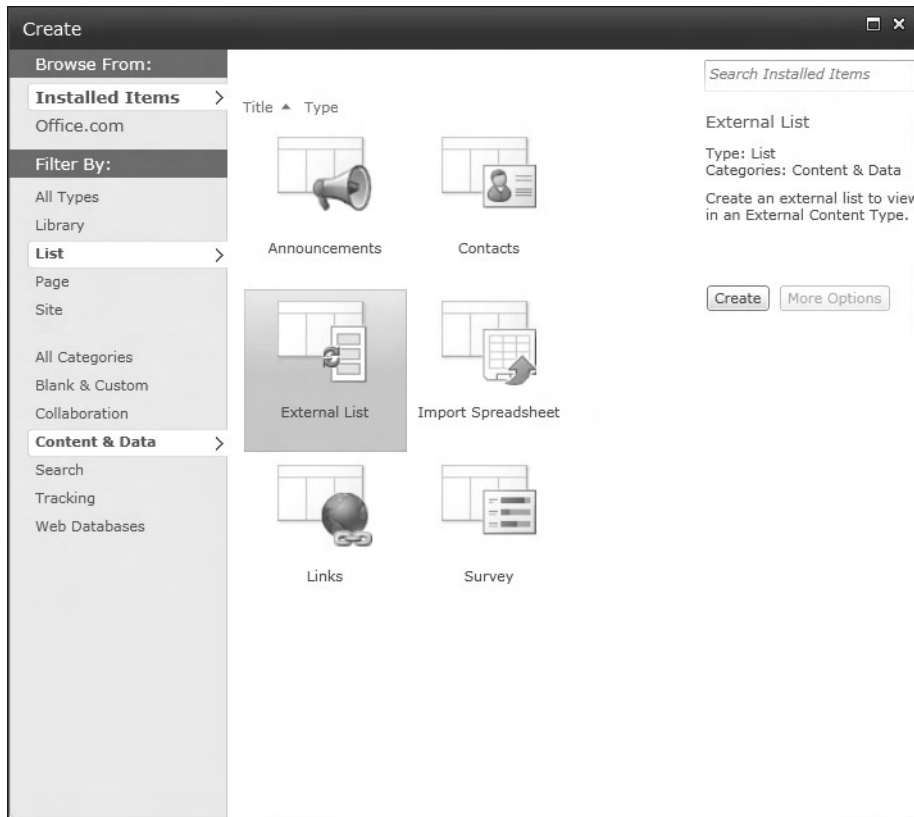 Create
Browse From:
Installed Items
Office.com
Filter By:
All Types
Library
List
Page
Site
All Categories
Blank & Custom
Collaboration
Content & Data
Search
Tracking
Web Databases
Title Type
Announcements Contacts
External List Import Spreadsheet
Links Survey
Search Installed Items
External List
Type: List
Categories: Content & Data
Create an external list to view
in an External Content Type.
Create More Options